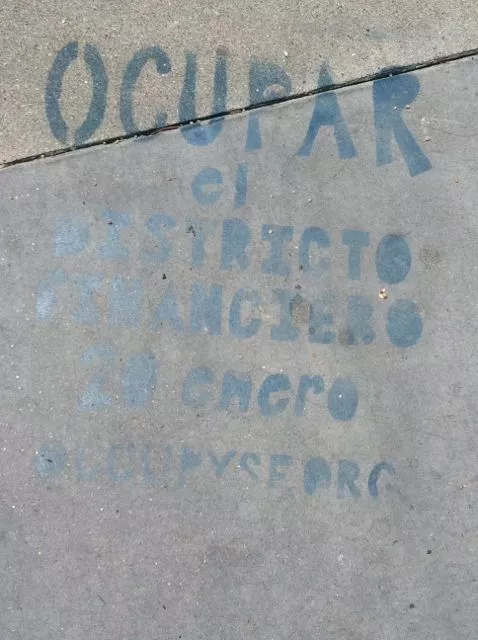 OCUPAR
el
DISTRICTO
FINANCIERO
20 enero
OCCUPYSF.ORG